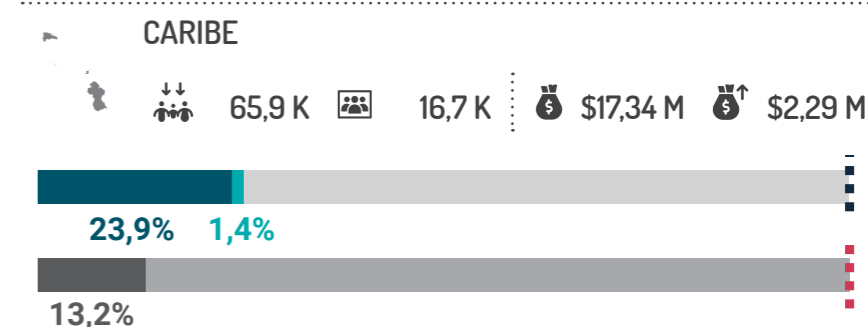 CARIBE
65,9 K 16,7 K $17,34 M $2,29 M
23,9% 1,4%
13,2%